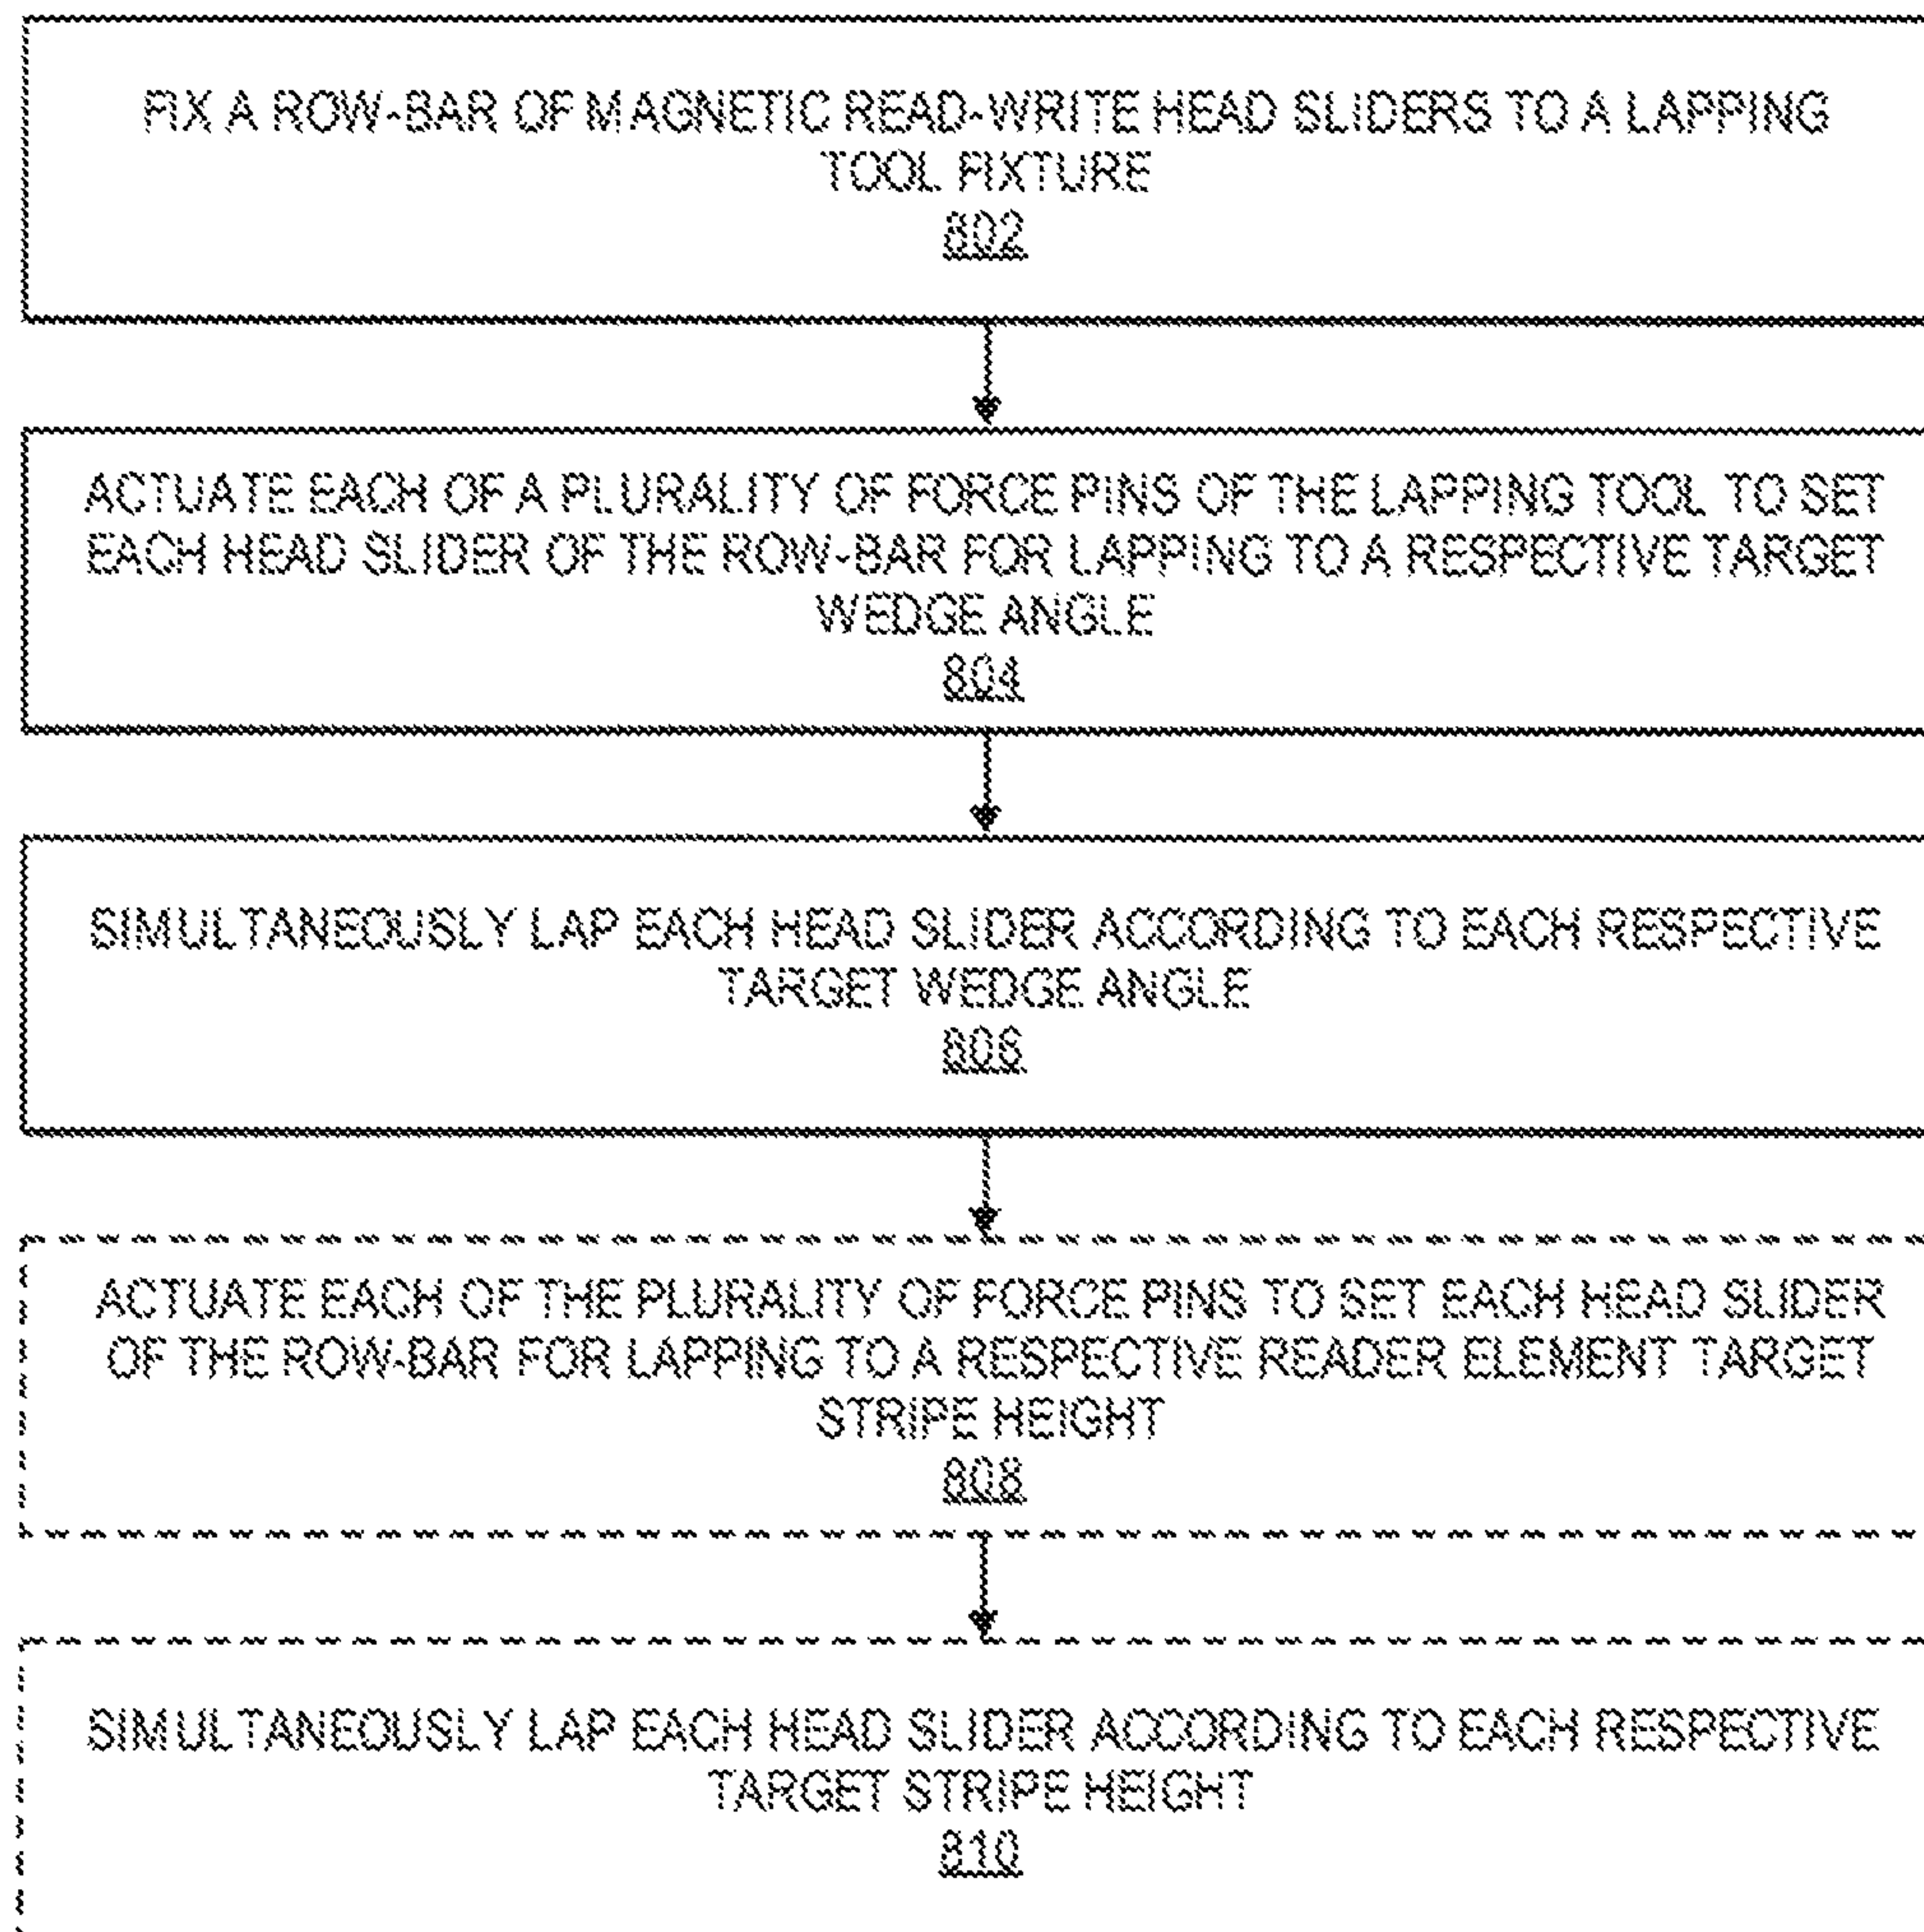 FIX A ROW-BAR OF MAGNETIC READ-WRITE HEAD SLIDERS TO A LAPPING
TOOL FIXTURE
802
ACTUATE EACH OF A PLURALITY OF FORCE PINS OF THE LAPPING TOOL TO SET
EACH HEAD SLIDER OF THE ROW-BAR FOR LAPPING TO A RESPECTIVE TARGET
WEDGE ANGLE
804
SIMULTANEOUSLY LAP EACH HEAD SLIDER ACCORDING TO EACH RESPECTIVE
TARGET WEDGE ANGLE
806
ACTUATE EACH OF THE PLURALITY OF FORCE PINS TO SET EACH HEAD SLIDER
OF THE ROW-BAR FOR LAPPING TO A RESPECTIVE READER ELEMENT TARGET
STRIPE HEIGHT
808
SIMULTANEOUSLY LAP EACH HEAD SLIDER ACCORDING TO EACH RESPECTIVE
TARGET STRIPE HEIGHT
810